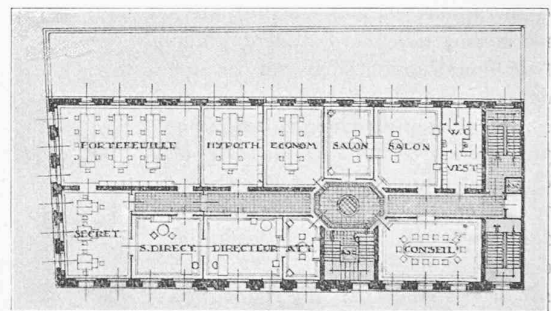 PORTEFEUILLE HYPOTH. ECONOM SALON SALON
VEST.
SECRET
S.DIRECT DIRECTEUR ATT. CONSEIL